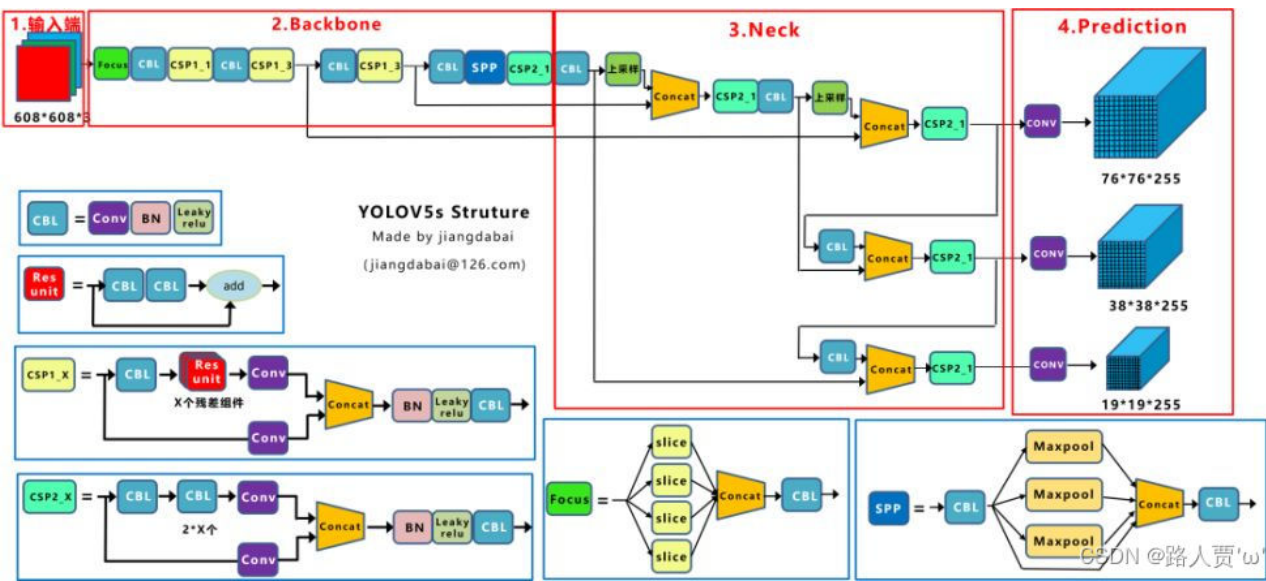 1.输入端
2.Backbone
3.Neck
4.Prediction
608*608*3
Focus CBL CSP1_1 CBL CSP1_3 CBL CSP1_3 CBL SPP CSP2_1 CBL 上采样 Concat CSP2_1 CBL 上采样 Concat CSP2_1 CONV
76*76*255
CBL Concat CSP2_1 CONV
38*38*255
CBL Concat CSP2_1 CONV
19*19*255
YOLOV5s Struture
Made by jiangdabai
(jiangdabai@126.com)
CBL = Conv BN Leaky relu
Res unit = CBL CBL add
CSP1_X = CBL Res unit Conv
X个残差组件
Concat BN Leaky relu CBL
Conv
CSP2_X = CBL CBL Conv
2*X个
Concat BN Leaky relu CBL
Conv
Focus = slice
slice
slice
slice
Concat CBL
SPP = CBL Maxpool
Maxpool
Maxpool
Concat CBL
CSDN @路人贾'ω'